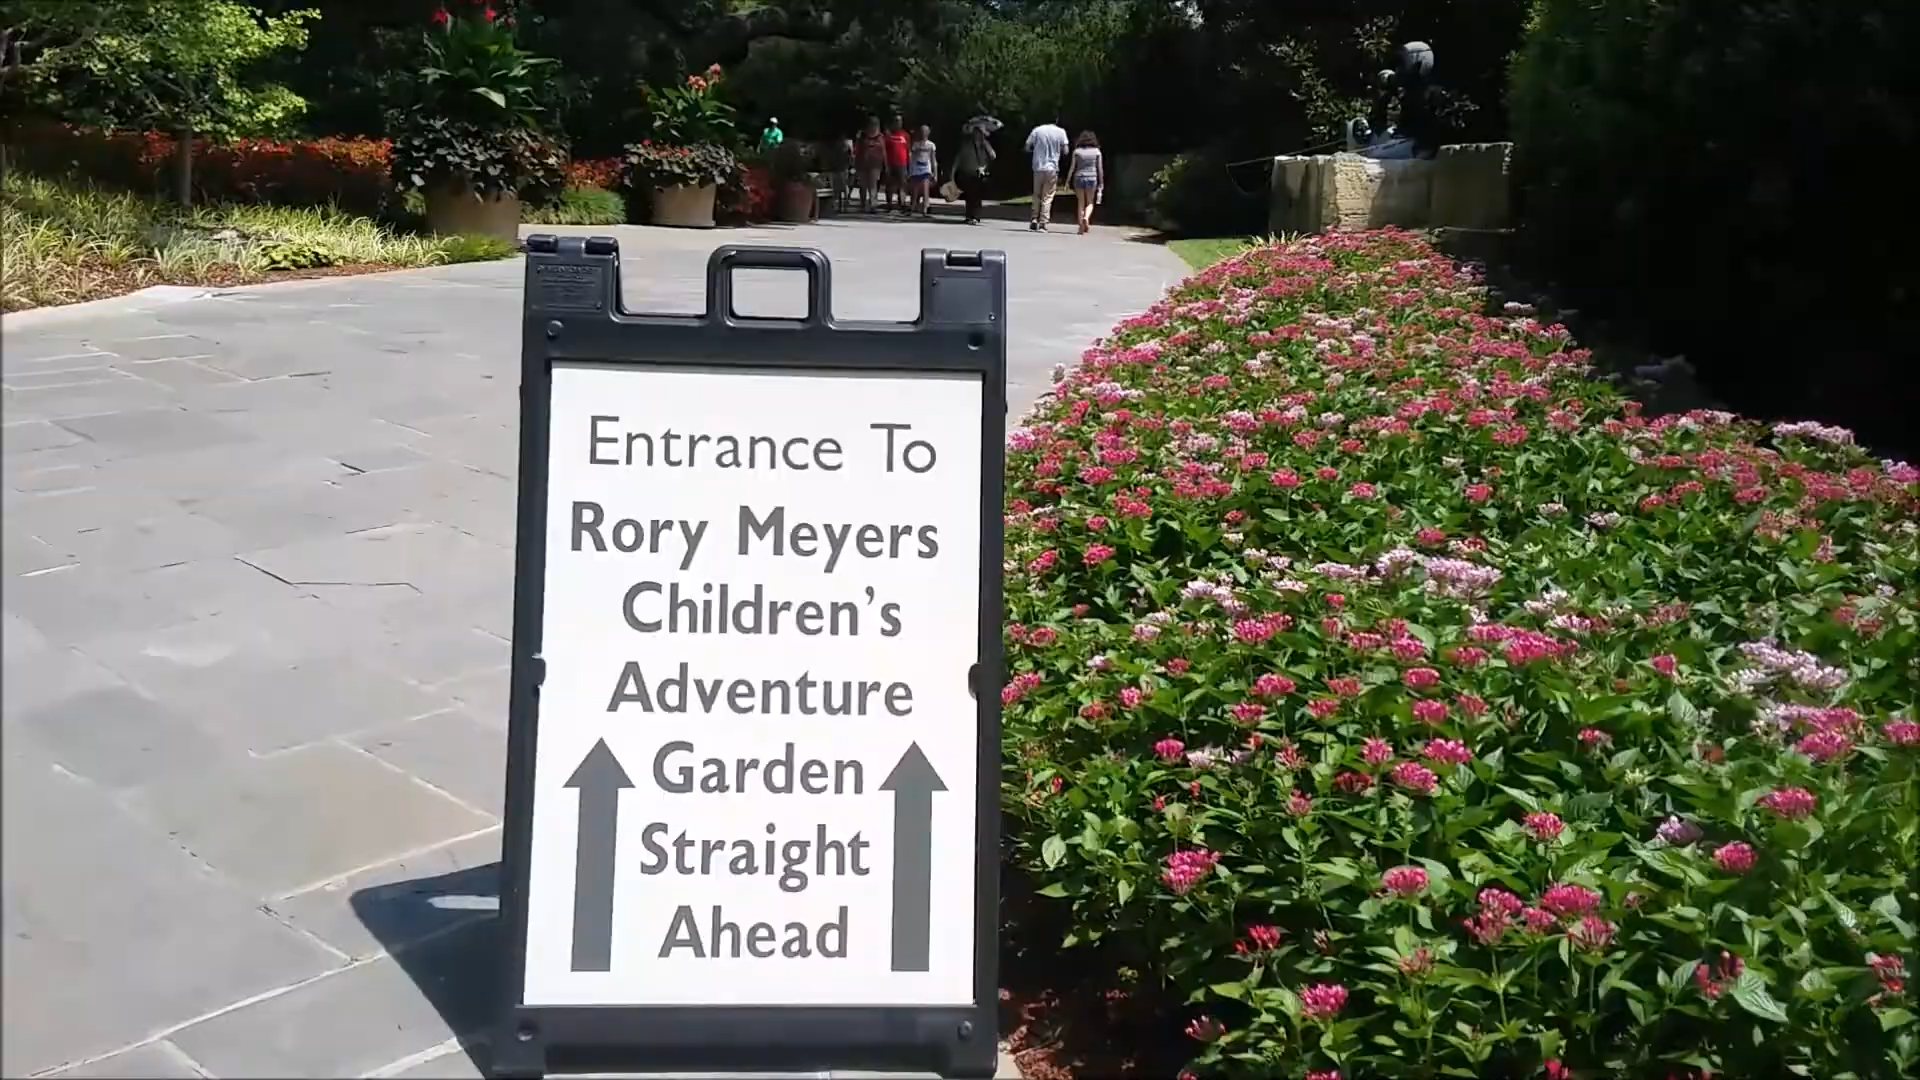 Entrance To
Rory Meyers
Children's
Adventure
Garden
Straight
Ahead